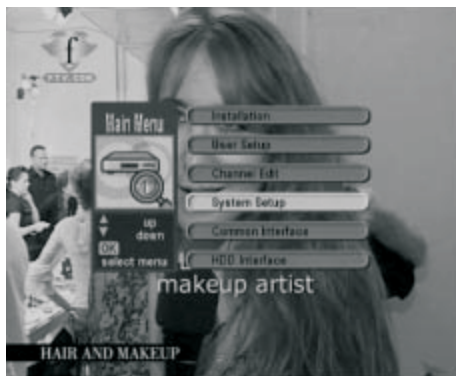 f
Main Menu
Installation
User Setup
Channel Edit
System Setup
Common Interface
HDD Interface
up
down
OK
select menu
makeup artist
HAIR AND MAKEUP